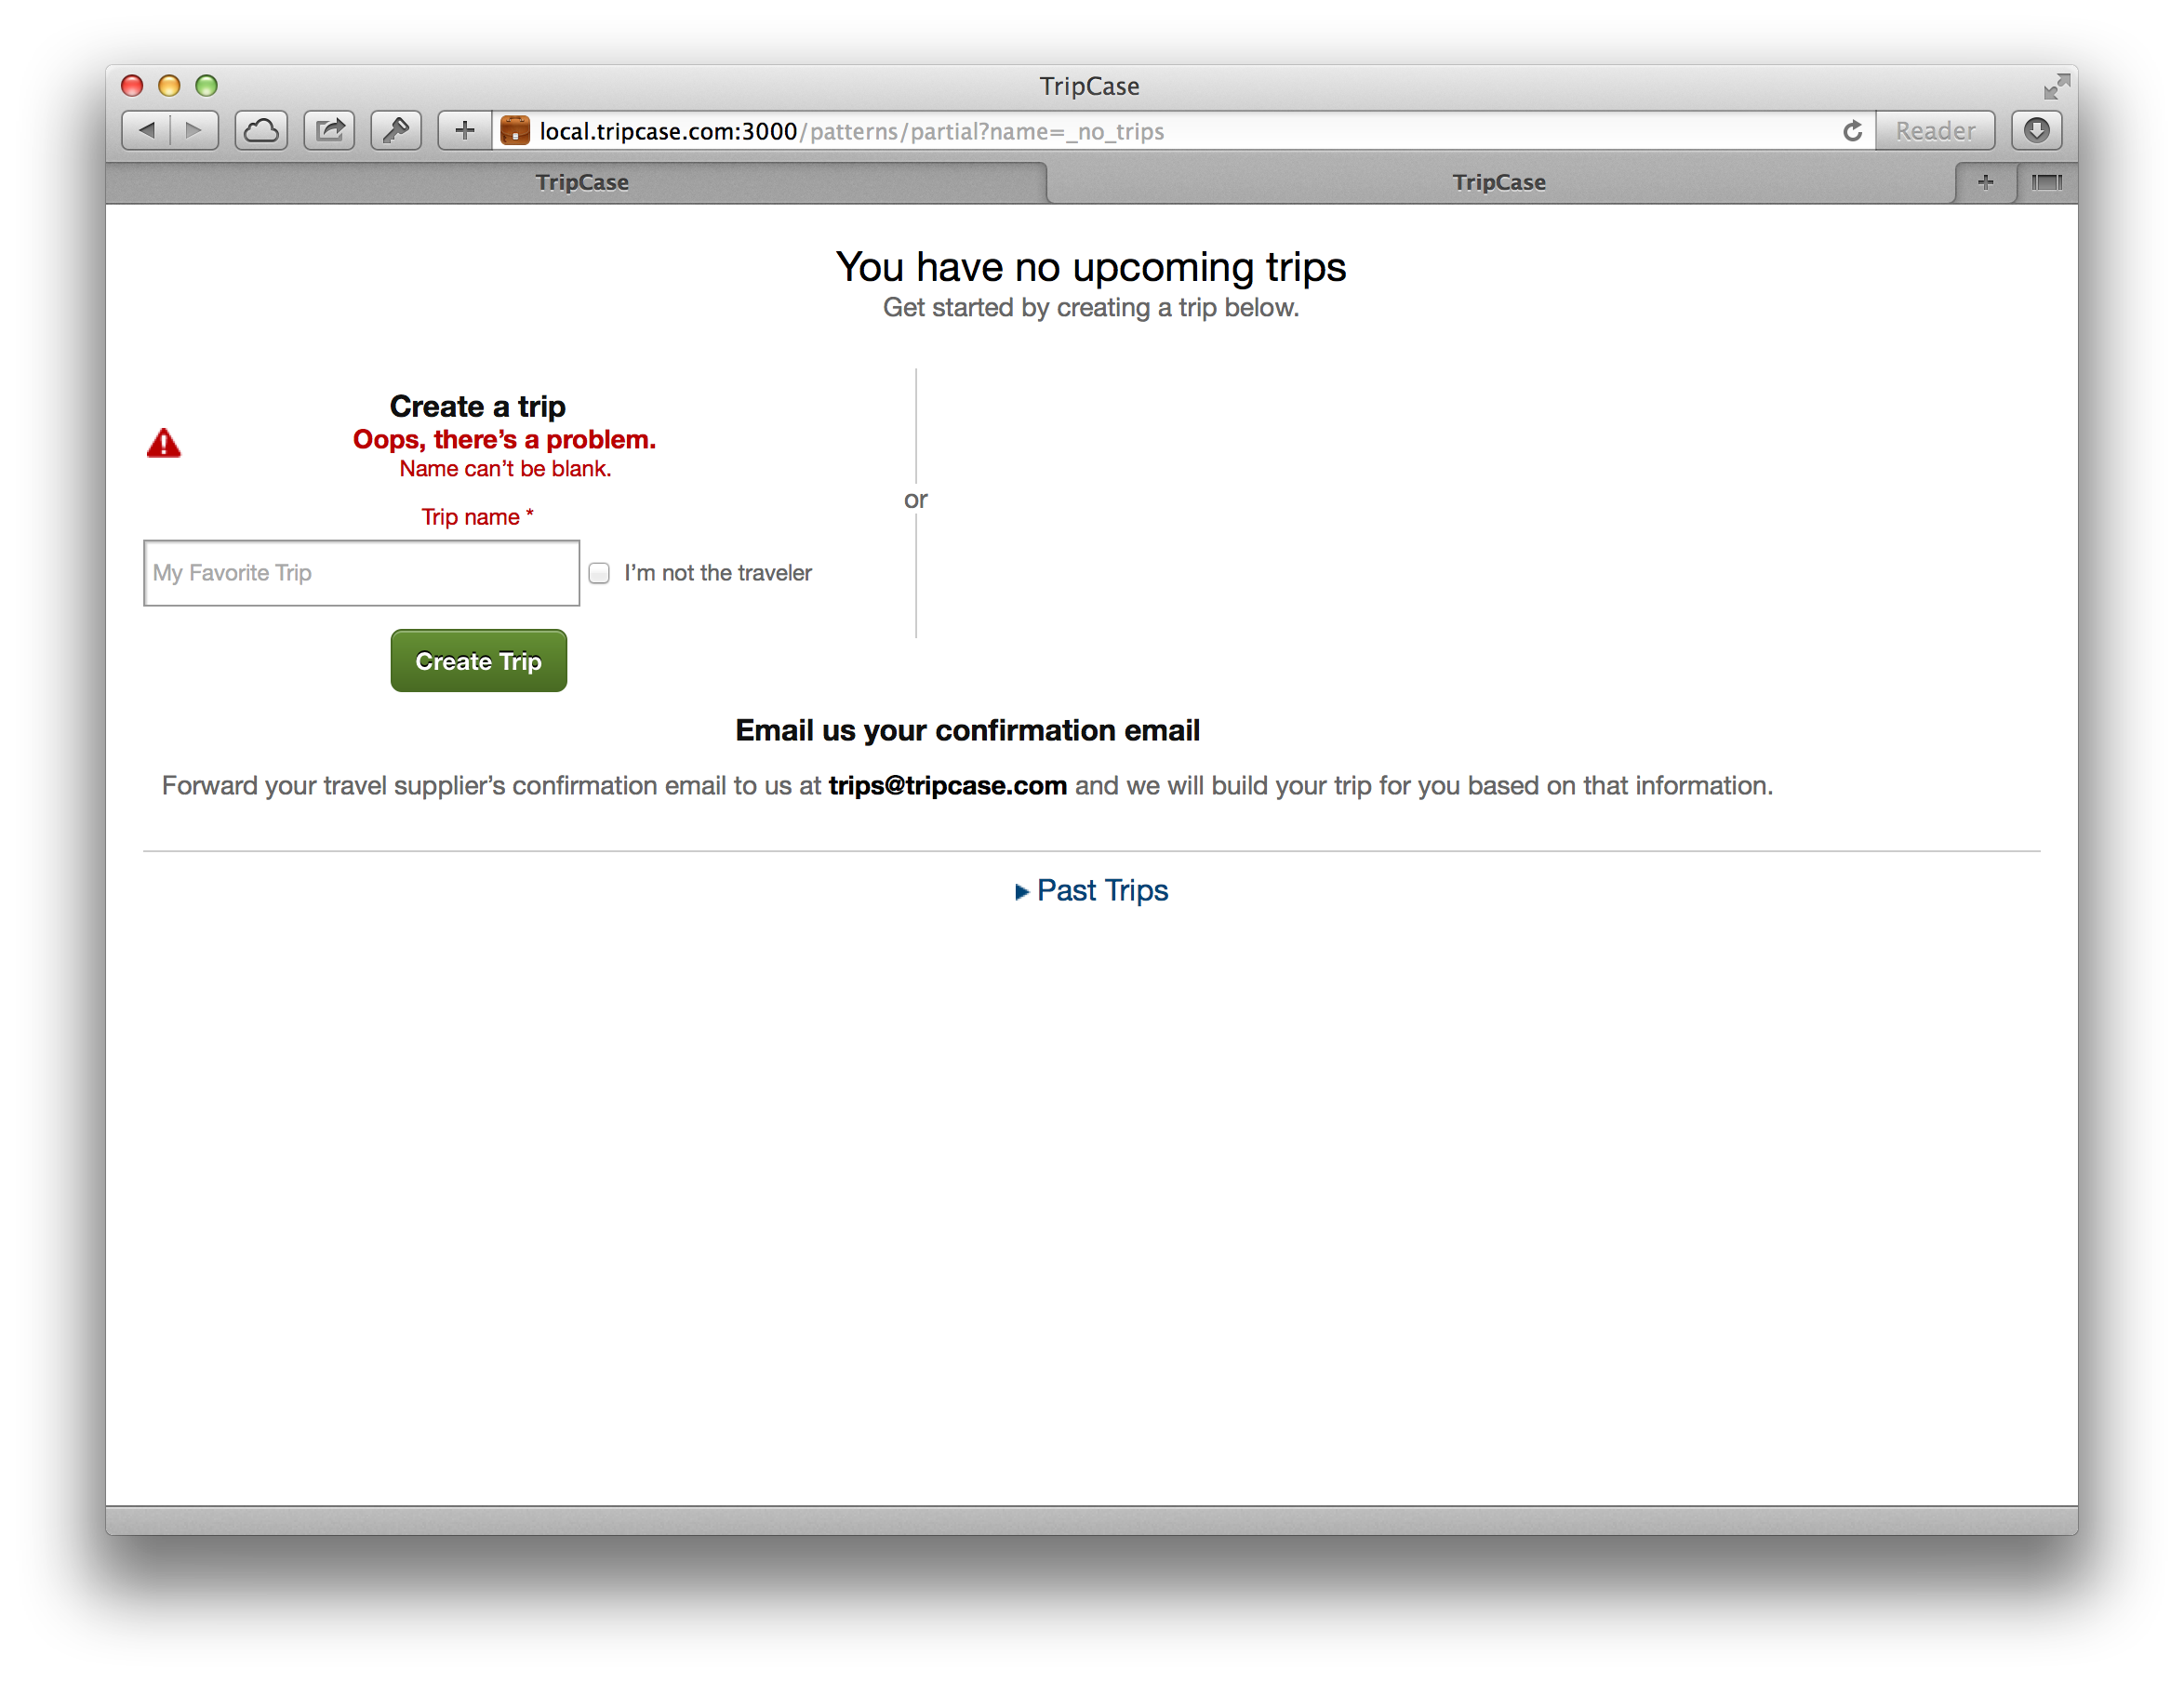 TripCase
local.tripcase.com:3000/patterns/partial?name=_no_trips
Reader
TripCase
TripCase
You have no upcoming trips
Get started by creating a trip below.
Create a trip
Oops, there’s a problem.
Name can’t be blank.
Trip name *
My Favorite Trip
I’m not the traveler
Create Trip
or
Email us your confirmation email
Forward your travel supplier’s confirmation email to us at trips@tripcase.com and we will build your trip for you based on that information.
Past Trips